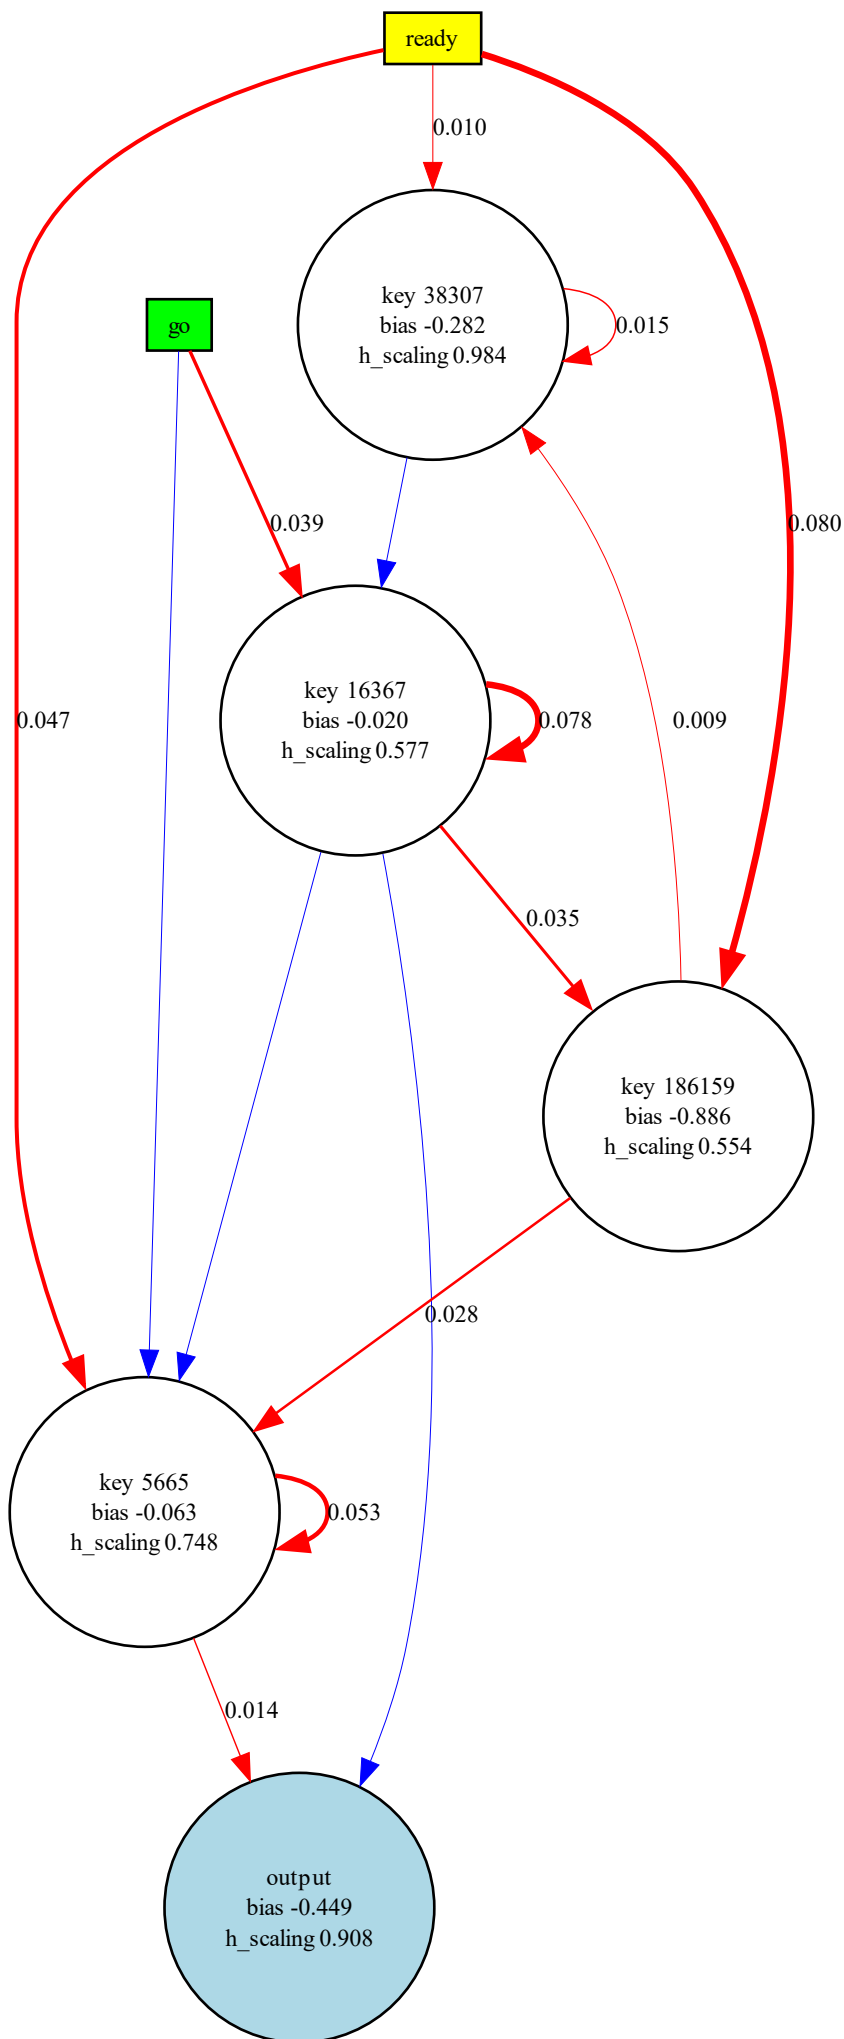 ready
0.010
key 38307
bias -0.282
h_scaling 0.984
0.015
go
0.039
0.080
key 16367
bias -0.020
h_scaling 0.577
0.078
0.047
0.009
0.035
key 186159
bias -0.886
h_scaling 0.554
0.028
key 5665
bias -0.063
h_scaling 0.748
0.053
0.014
output
bias -0.449
h_scaling 0.908